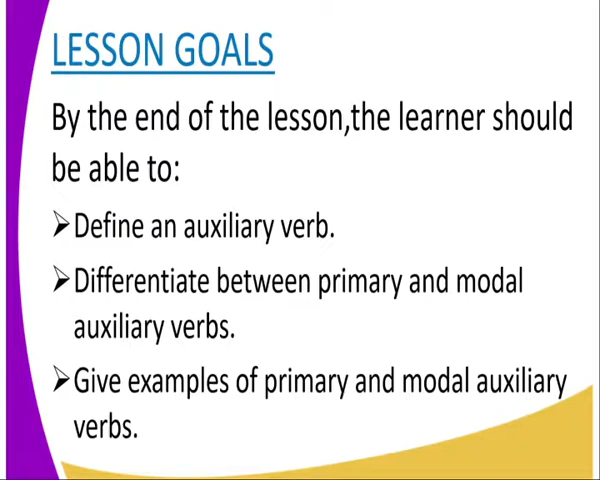 LESSON GOALS
By the end of the lesson,the learner should
be able to:
➢Define an auxiliary verb.
➢Differentiate between primary and modal
auxiliary verbs.
➢Give examples of primary and modal auxiliary
verbs.